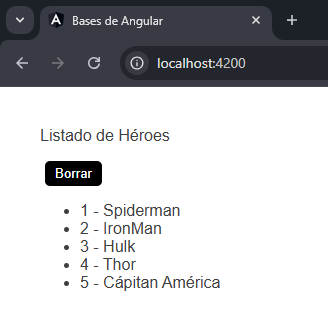 Bases de Angular
localhost:4200
Listado de Héroes
Borrar
1 - Spiderman
2 - IronMan
3 - Hulk
4 - Thor
5 - Cápitan América